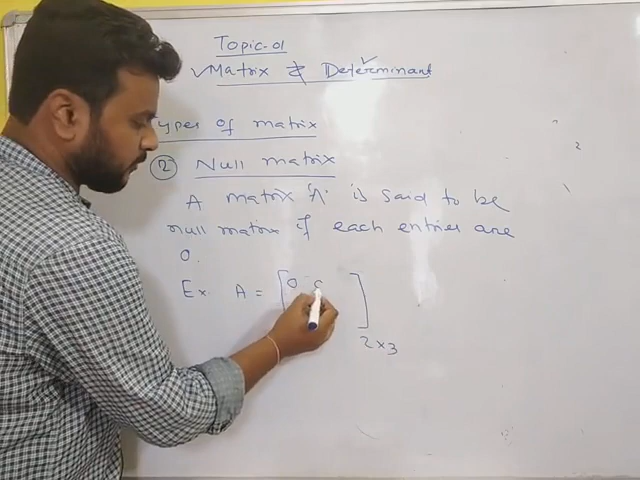 Topic-01
✓Matrix & Determinant
Types of matrix
② Null matrix
A matrix 'A' is said to be
null matrix if each entries are
0.
Ex. A = [0 0 ]
2×3